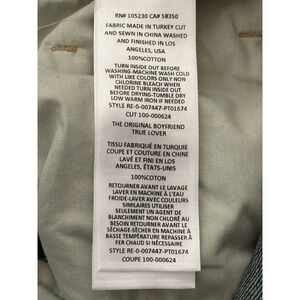 RN# 105230 CA# 58350
FABRIC MADE IN TURKEY CUT
AND SEWN IN CHINA WASHED
AND FINISHED IN LOS
ANGELES, USA
100%COTTON
TURN INSIDE OUT BEFORE
WASHING-MACHINE WASH COLD
WITH LIKE COLORS ONLY NON
CHLORINE BLEACH WHEN
NEEDED TURN INSIDE OUT
BEFORE DRYING-TUMBLE DRY
LOW WARM IRON IF NEEDED
STYLE RE-0-007447-PT01674
CUT 100-000624
THE ORIGINAL BOYFRIEND
TRUE LOVER
TISSU FABRIQUÉ EN TURQUIE
COUPE ET COUTURE EN CHINE
LAVÉ ET FINI EN LOS
ANGELES, ÉTATS-UNIS
100%COTON
RETOURNER AVANT LE LAVAGE
LAVER EN MACHINE À L'EAU
FROIDE-LAVER AVEC COULEURS
SIMILAIRES UTILISER
SEULEMENT UN AGENT DE
BLANCHIMENT NON CHLORÉ AU
BESOIN RETOURNER AVANT LE
SÉCHAGE-SÉCHER EN MACHINE À
BASSE TEMPÉRATURE REPASSER À
FER CHAUD SI NÉCESSAIRE
STYLE RE-0-007447-PT01674
COUPE 100-000624